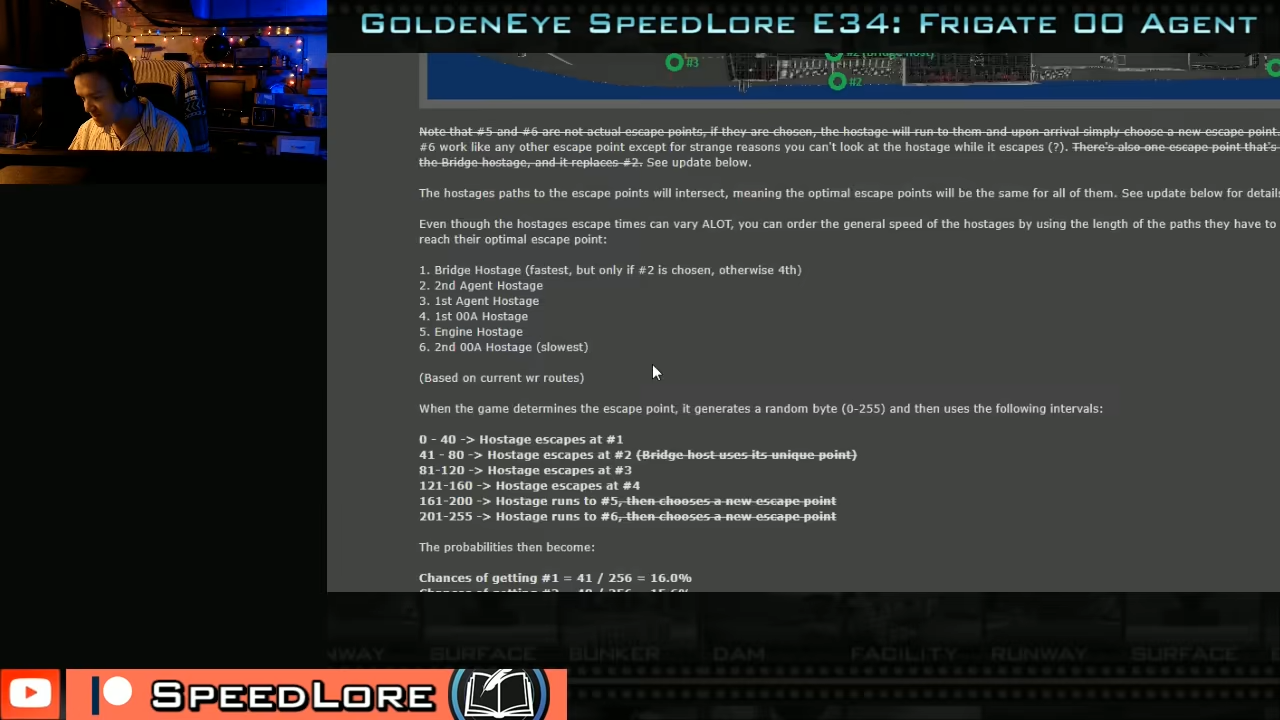 GoldenEye SpeedLore E34: Frigate 00 Agent
#2 (Bridge host)
#3
#2
Note that #5 and #6 are not actual escape points, if they are chosen, the hostage will run to them and upon arrival simply choose a new escape point.
#6 work like any other escape point except for strange reasons you can't look at the hostage while it escapes (?). There's also one escape point that's
the Bridge hostage, and it replaces #2. See update below.
The hostages paths to the escape points will intersect, meaning the optimal escape points will be the same for all of them. See update below for details
Even though the hostages escape times can vary ALOT, you can order the general speed of the hostages by using the length of the paths they have to
reach their optimal escape point:
1. Bridge Hostage (fastest, but only if #2 is chosen, otherwise 4th)
2. 2nd Agent Hostage
3. 1st Agent Hostage
4. 1st 00A Hostage
5. Engine Hostage
6. 2nd 00A Hostage (slowest)
(Based on current wr routes)
When the game determines the escape point, it generates a random byte (0-255) and then uses the following intervals:
0 - 40 -> Hostage escapes at #1
41 - 80 -> Hostage escapes at #2 (Bridge host uses its unique point)
81-120 -> Hostage escapes at #3
121-160 -> Hostage escapes at #4
161-200 -> Hostage runs to #5, then chooses a new escape point
201-255 -> Hostage runs to #6, then chooses a new escape point
The probabilities then become:
Chances of getting #1 = 41 / 256 = 16.0%
Chances of getting #2 = 40 / 256 = 15.6%
NWAY SURFACE BUNKER DAM FACILITY RUNWAY SURFACE
SpeedLore